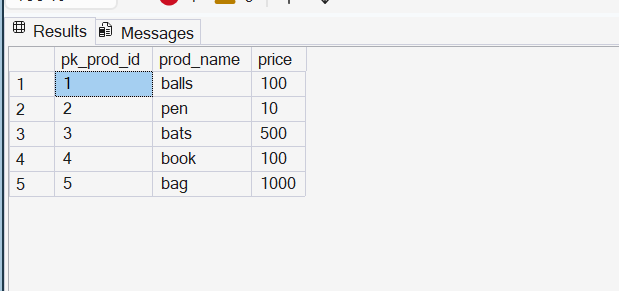 Results Messages
pk_prod_id prod_name price
1 1 balls 100
2 2 pen 10
3 3 bats 500
4 4 book 100
5 5 bag 1000